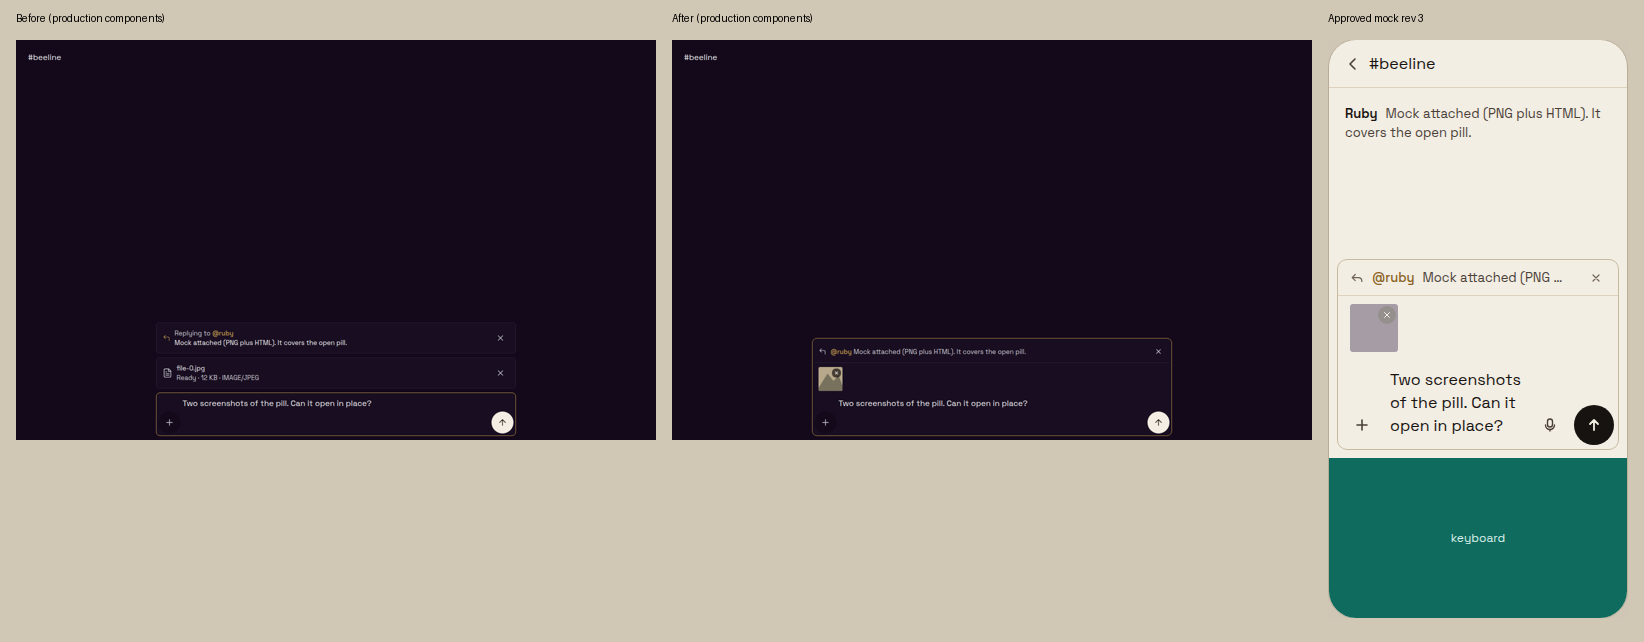 Before (production components)
#beeline
Replying to @ruby
Mock attached (PNG plus HTML). It covers the open pill.
file-0.jpg
Ready · 12 KB · IMAGE/JPEG
Two screenshots of the pill. Can it open in place?
After (production components)
#beeline
@ruby Mock attached (PNG plus HTML). It covers the open pill.
Two screenshots of the pill. Can it open in place?
Approved mock rev 3
#beeline
Ruby Mock attached (PNG plus HTML). It
covers the open pill.
@ruby Mock attached (PNG ...
Two screenshots
of the pill. Can it
open in place?
keyboard